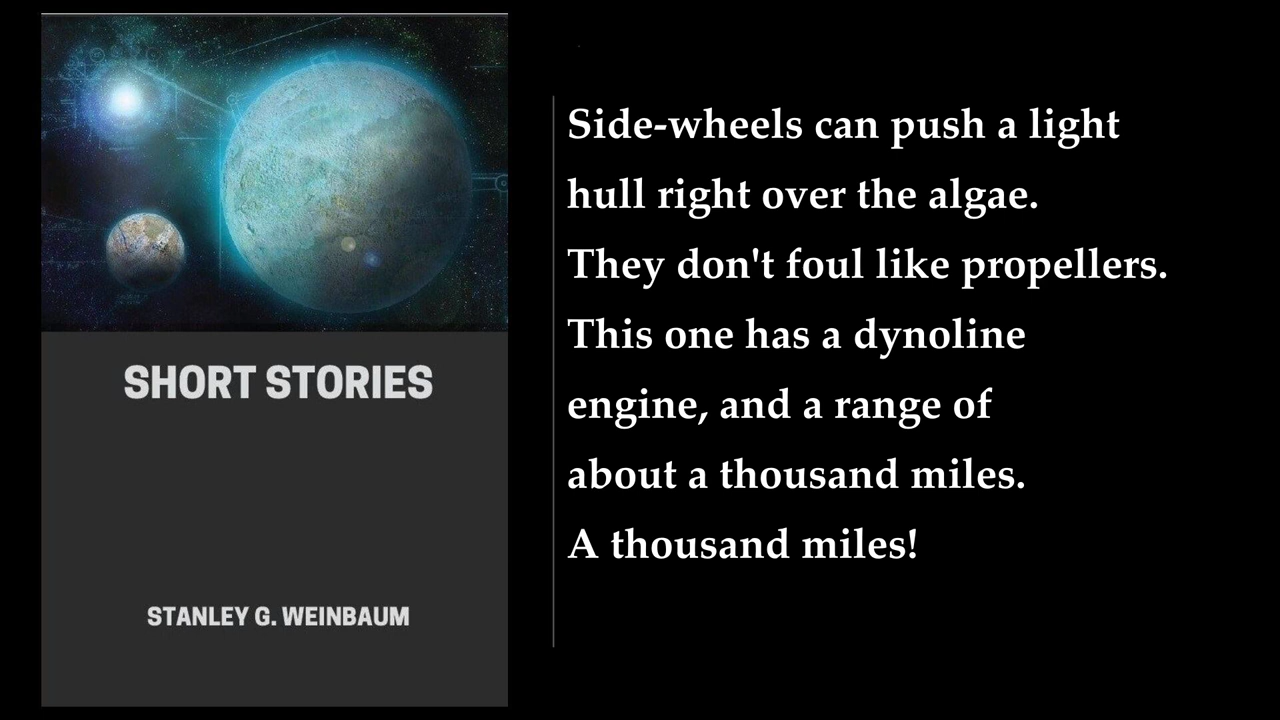 SHORT STORIES
STANLEY G. WEINBAUM
Side-wheels can push a light
hull right over the algae.
They don't foul like propellers.
This one has a dynoline
engine, and a range of
about a thousand miles.
A thousand miles!